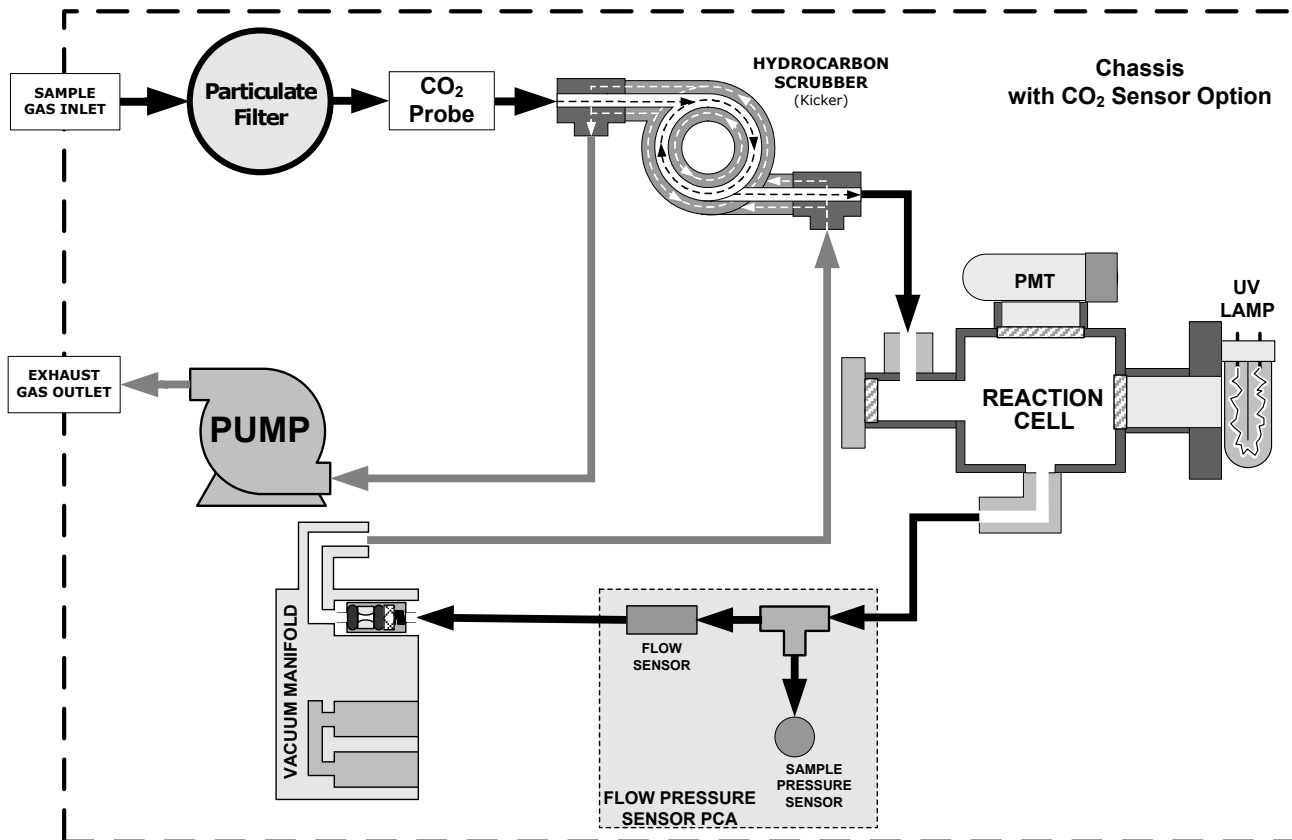 SAMPLE
GAS INLET
Particulate
Filter
CO₂
Probe
HYDROCARBON
SCRUBBER
(Kicker)
Chassis
with CO₂ Sensor Option
PMT
UV
LAMP
REACTION
CELL
EXHAUST
GAS OUTLET
PUMP
VACUUM MANIFOLD
FLOW
SENSOR
SAMPLE
PRESSURE
SENSOR
FLOW PRESSURE
SENSOR PCA